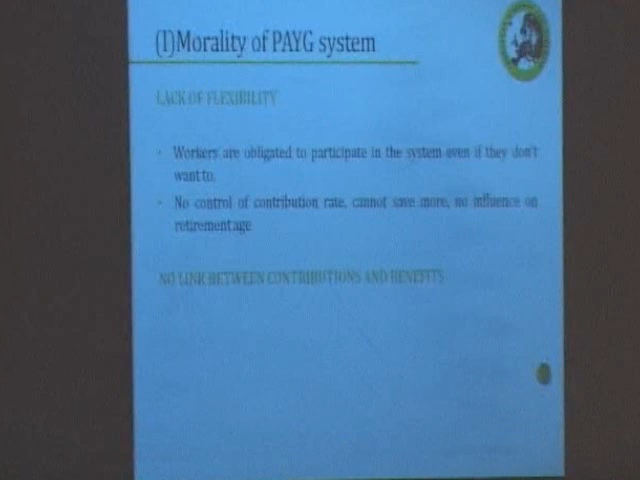 (I)Morality of PAYG system
LACK OF FLEXIBILITY
• Workers are obligated to participate in the system even if they don't
want to.
• No control of contribution rate, cannot save more, no influence on
retirement age
NO LINK BETWEEN CONTRIBUTIONS AND BENEFITS